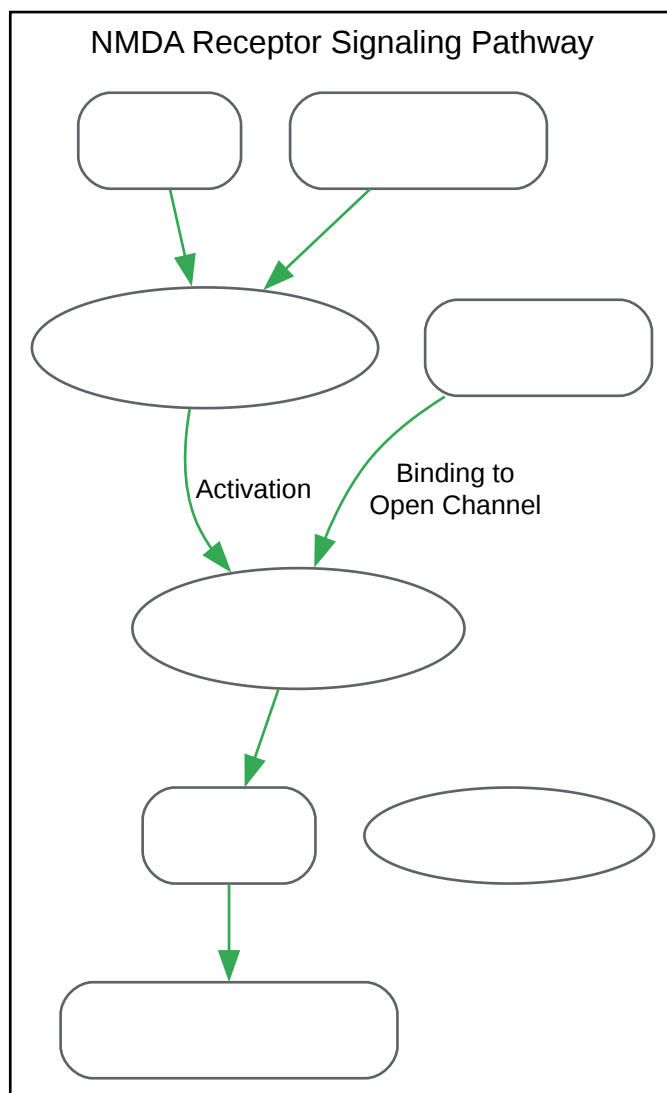 NMDA Receptor Signaling Pathway
Activation
Binding to
Open Channel